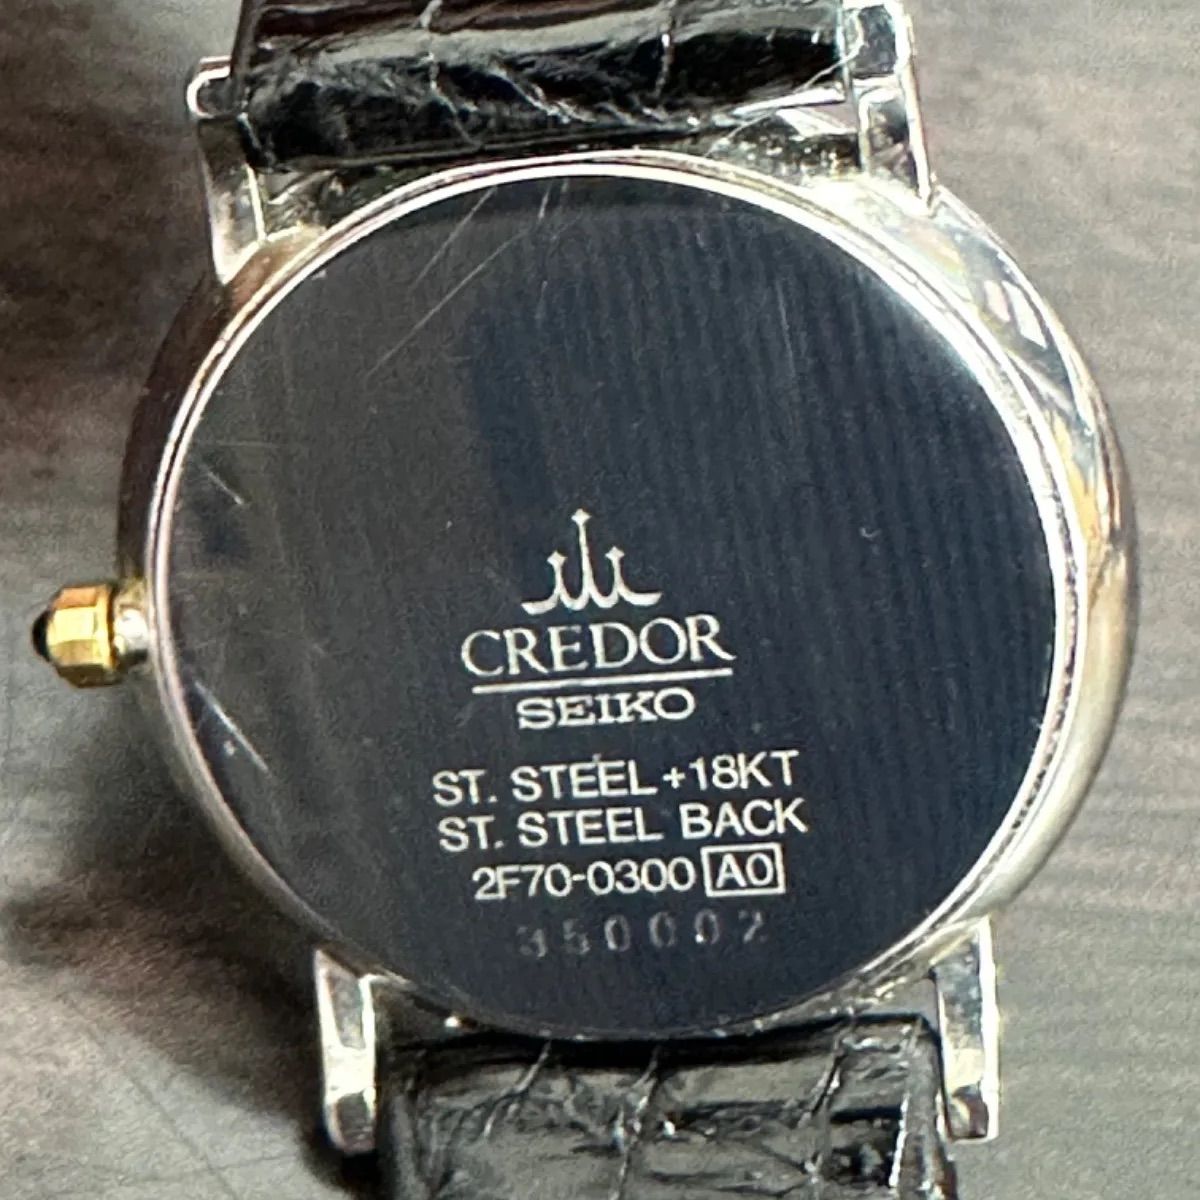 CREDOR
SEIKO
ST. STEEL+18KT
ST. STEEL BACK
2F70-0300 A0
350002